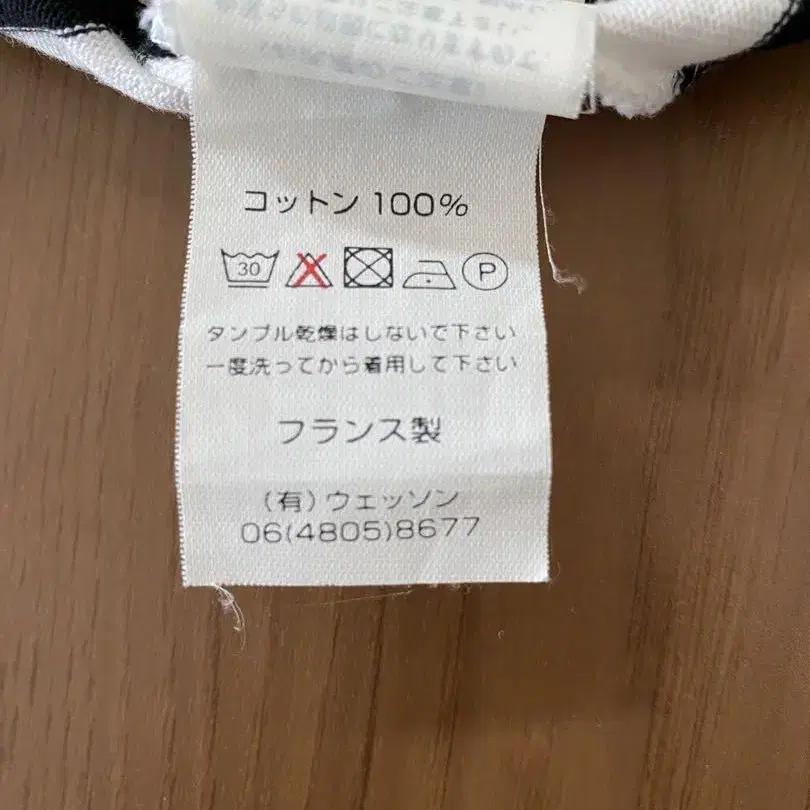 コットン 100%
30 P
タンブル乾燥はしないで下さい
一度洗ってから着用して下さい
フランス製
(有) ウェッソン
06(4805)8677